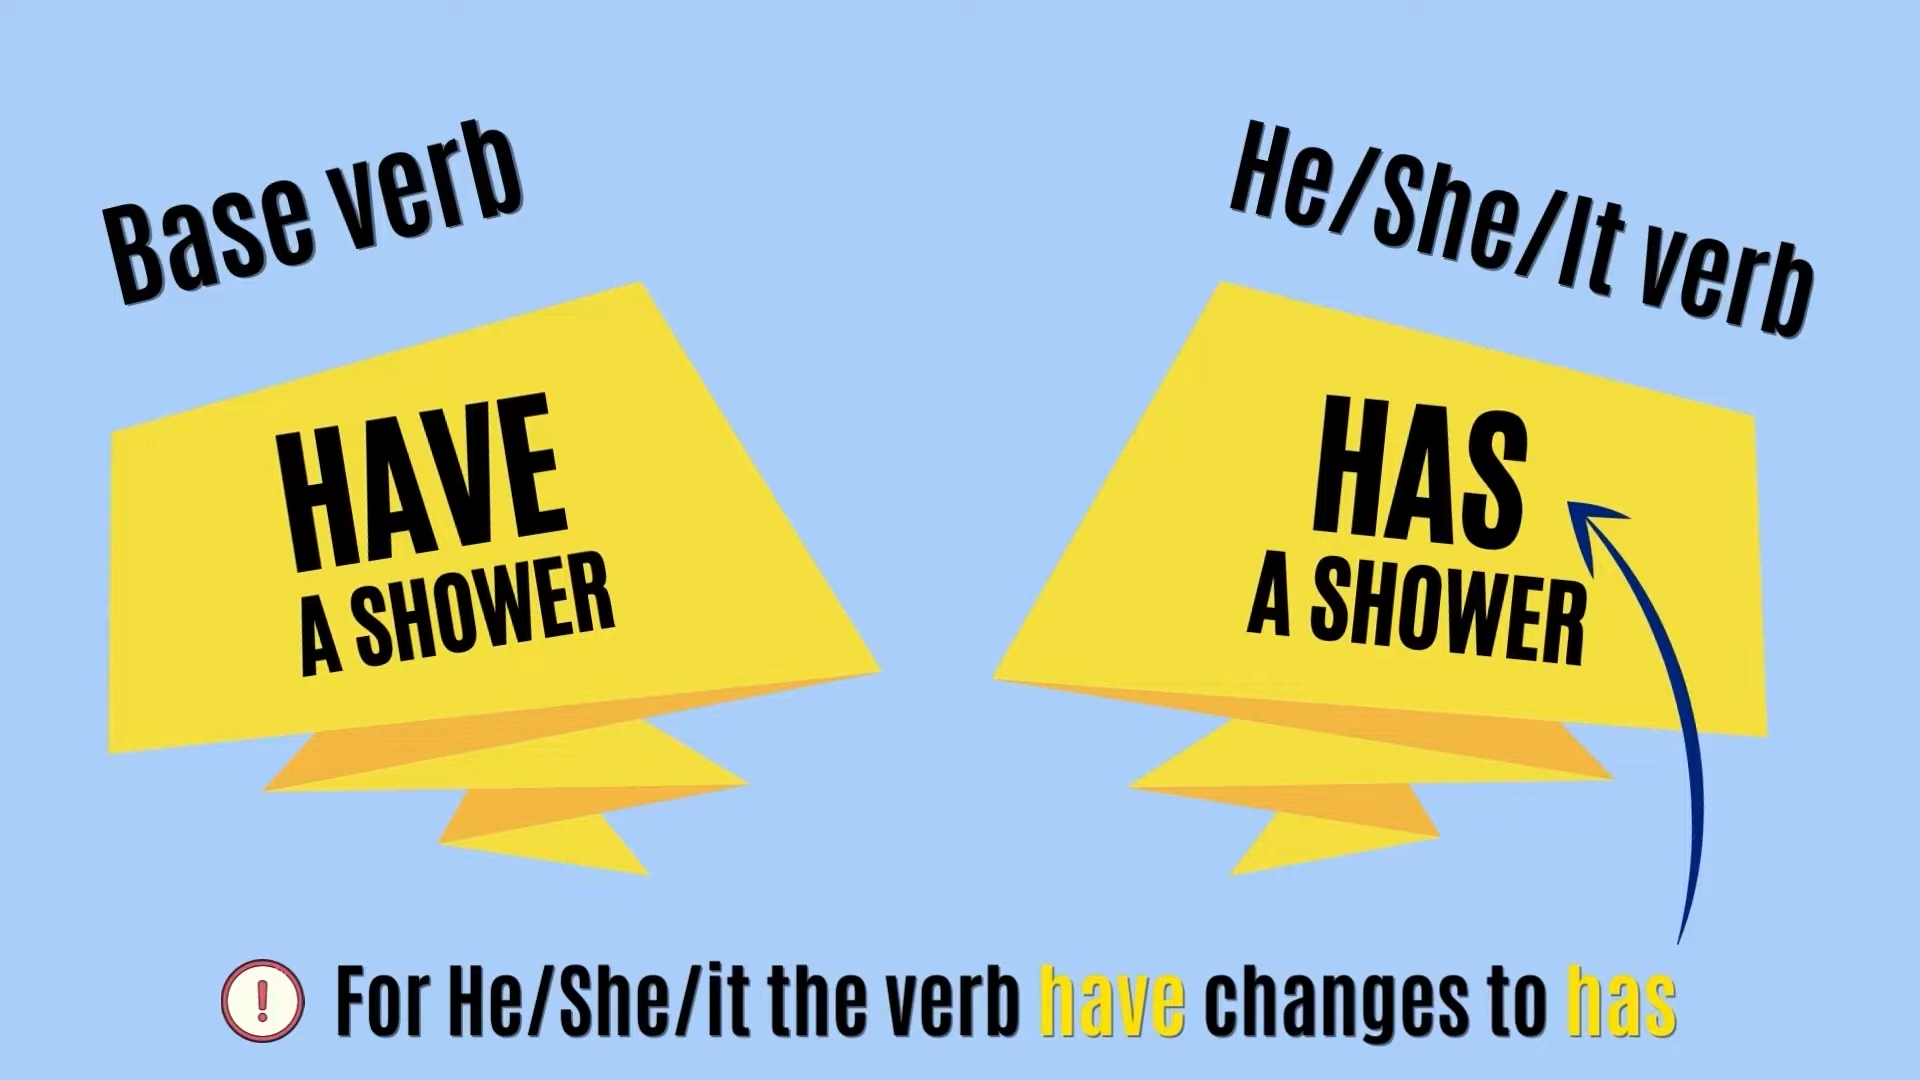 Base verb
He/She/It verb
HAVE
A SHOWER
HAS
A SHOWER
! For He/She/it the verb have changes to has